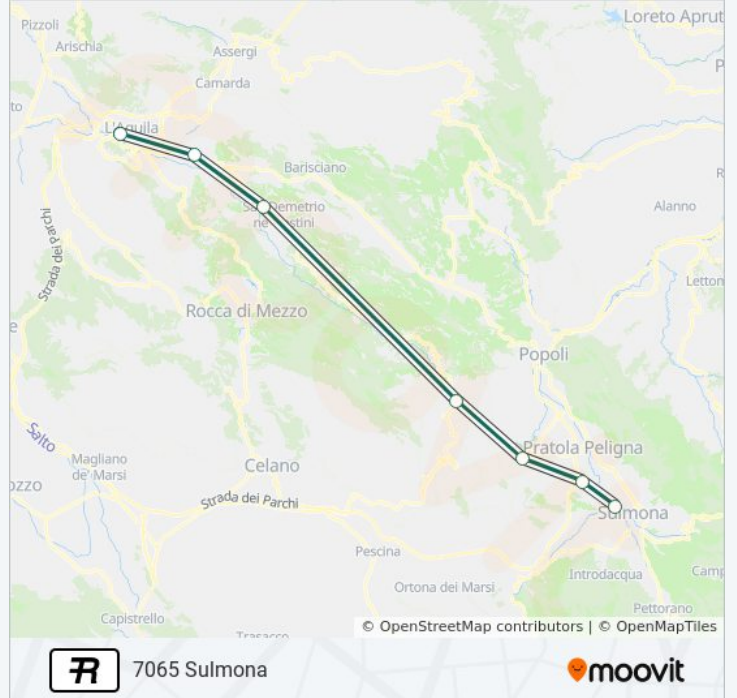 Pizzoli
Loreto Aprut
Arischia
Assergi
Camarda
to
L'Aquila
Barisciano
San Demetrio
ne' Vestini
Alanno
Strada dei Parchi
Letton
Rocca di Mezzo
e
Popoli
Salto
Pratola Peligna
Magliano
de' Marsi
Celano
ozzo
Strada dei Parchi
Sulmona
Pescina
Introdacqua
Camp
Ortona dei Marsi
Pettorano
Capistrello
© OpenStreetMap contributors | © OpenMapTiles
Trasacco
R 7065 Sulmona
moovit